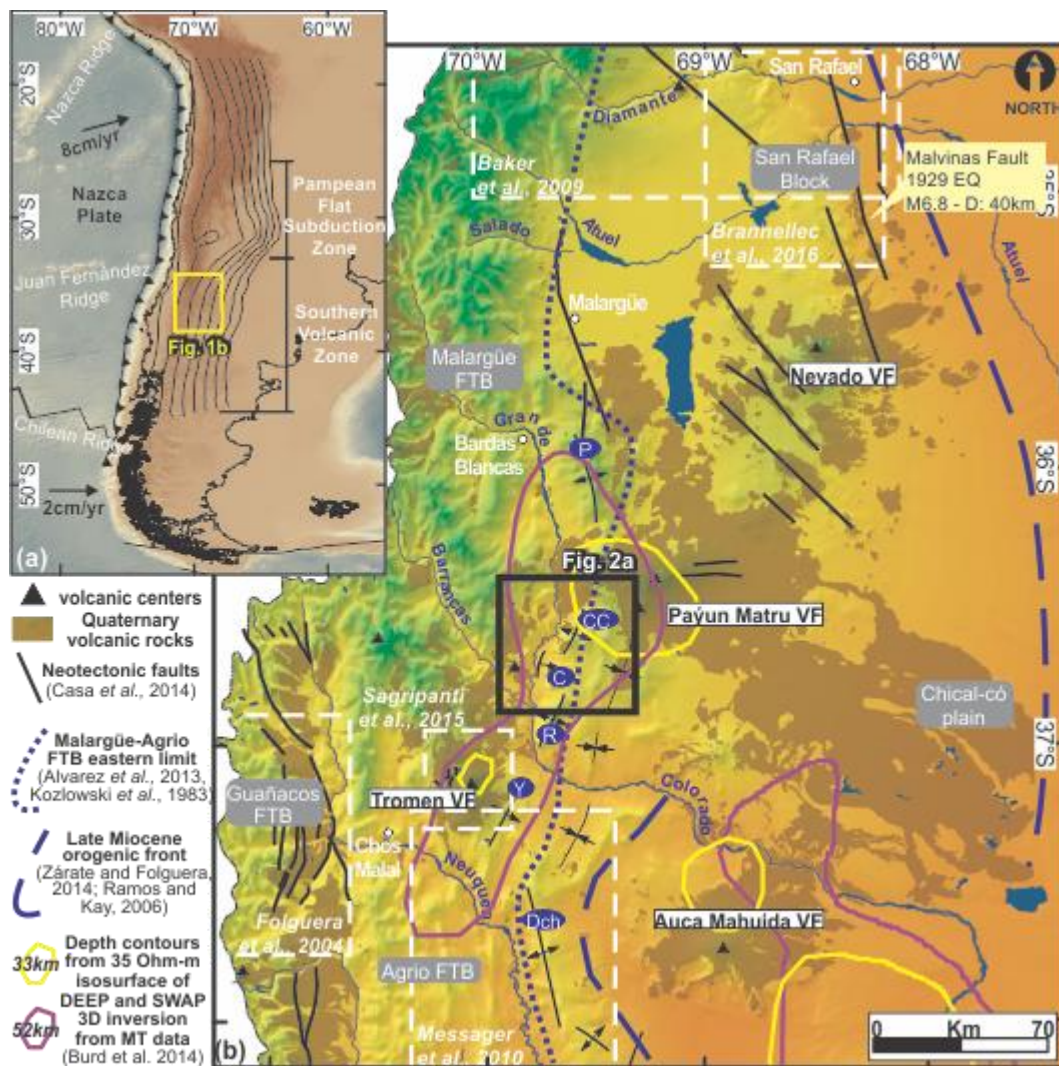 80°W
70°W
60°W
20°S
30°S
40°S
50°S
Nazca Ridge
8cm/yr
Nazca
Plate
Juan Fernández
Ridge
Pampean
Flat
Subduction
Zone
Southern
Volcanic
Zone
Fig. 1b
Chilean Ridge
2cm/yr
(a)
70°W
69°W
68°W
NORTH
35°S
36°S
37°S
San Rafael
Diamante
Baker
et al., 2009
San Rafael
Block
Malvinas Fault
1929 EQ
M6.8 - D: 40km
Salado
Atuel
Brannellec
et al., 2016
Atuel
Malargüe
Malargüe
FTB
Nevado VF
Grande
Bardas
Blancas
P
Barrancas
Fig. 2a
CC
Paýun Matru VF
C
Sagripanti
et al., 2015
R
Chical-có
plain
Guañacos
FTB
Tromen VF
Y
Colorado
Chos
Malal
Neuquen
Folguera
et al., 2004
Dch
Auca Mahuida VF
Agrio FTB
Messager
et al., 2010
(b)
0 Km 70
volcanic centers
Quaternary
volcanic rocks
Neotectonic faults
(Casa et al., 2014)
Malargüe-Agrio
FTB eastern limit
(Alvarez et al., 2013,
Kozlowski et al., 1983)
Late Miocene
orogenic front
(Zárate and Folguera,
2014; Ramos and
Kay, 2006)
33km
Depth contours
from 35 Ohm-m
isosurface of
DEEP and SWAP
52km
3D inversion
from MT data
(Burd et al. 2014)